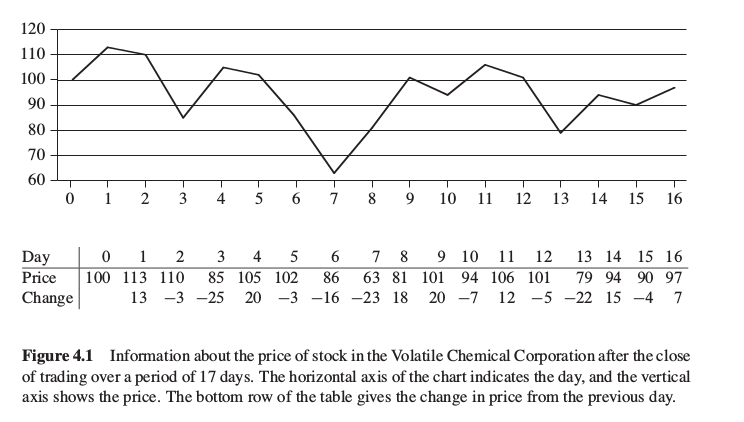 120
110
100
90
80
70
60
0 1 2 3 4 5 6 7 8 9 10 11 12 13 14 15 16
Day 0 1 2 3 4 5 6 7 8 9 10 11 12 13 14 15 16
Price 100 113 110 85 105 102 86 63 81 101 94 106 101 79 94 90 97
Change 13 −3 −25 20 −3 −16 −23 18 20 −7 12 −5 −22 15 −4 7
Figure 4.1 Information about the price of stock in the Volatile Chemical Corporation after the close
of trading over a period of 17 days. The horizontal axis of the chart indicates the day, and the vertical
axis shows the price. The bottom row of the table gives the change in price from the previous day.